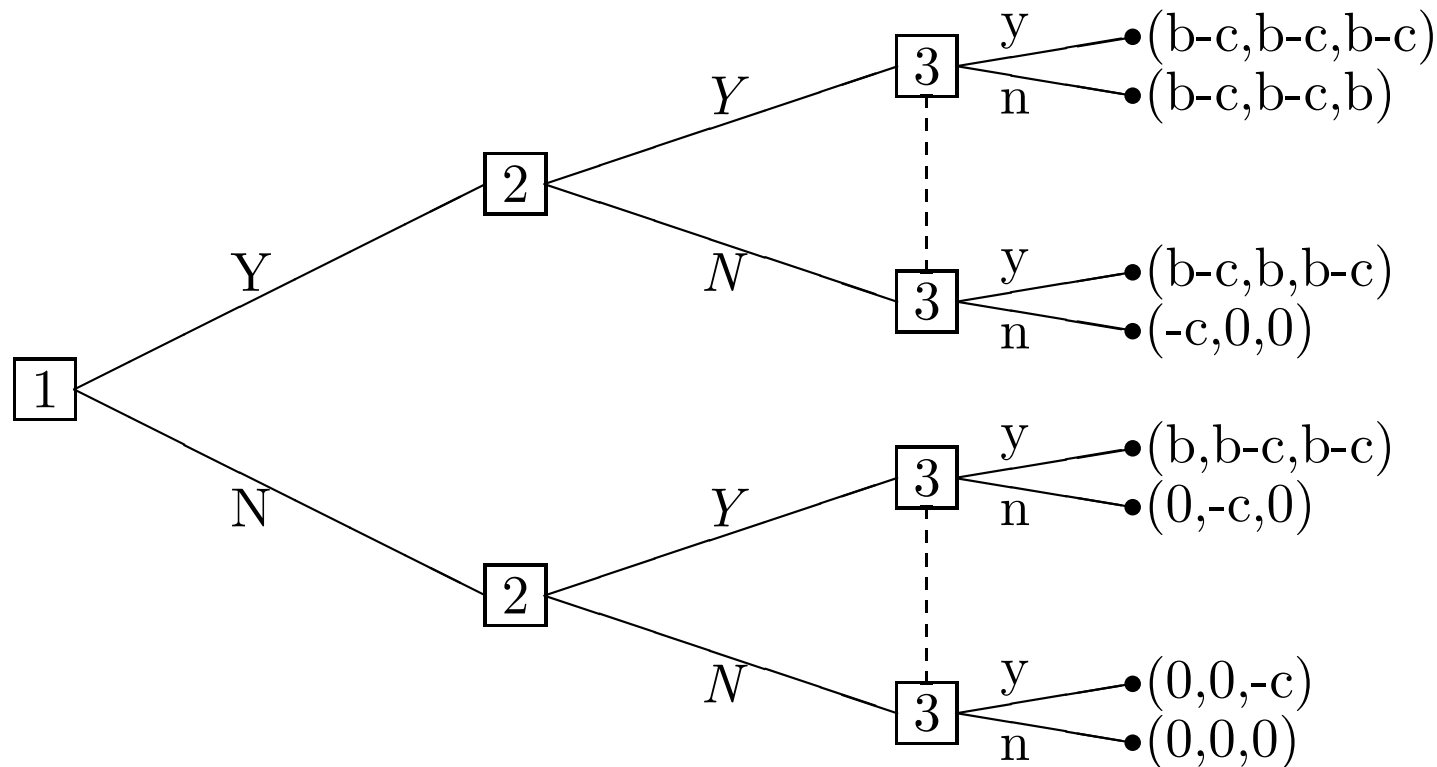 3 y (b-c,b-c,b-c)
n (b-c,b-c,b)
Y
2
N
3 y (b-c,b,b-c)
n (-c,0,0)
Y
1
N
3 y (b,b-c,b-c)
n (0,-c,0)
Y
2
N
3 y (0,0,-c)
n (0,0,0)